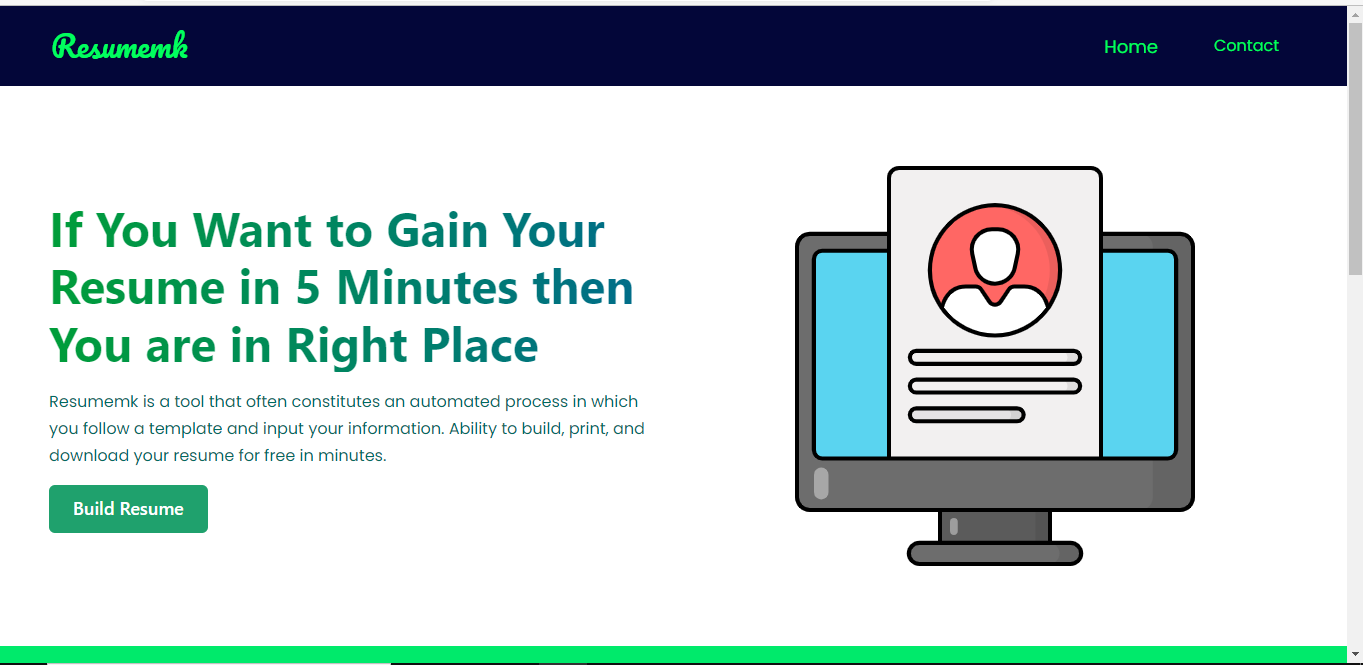 Resumemk
Home
Contact
If You Want to Gain Your
Resume in 5 Minutes then
You are in Right Place
Resumemk is a tool that often constitutes an automated process in which
you follow a template and input your information. Ability to build, print, and
download your resume for free in minutes.
Build Resume